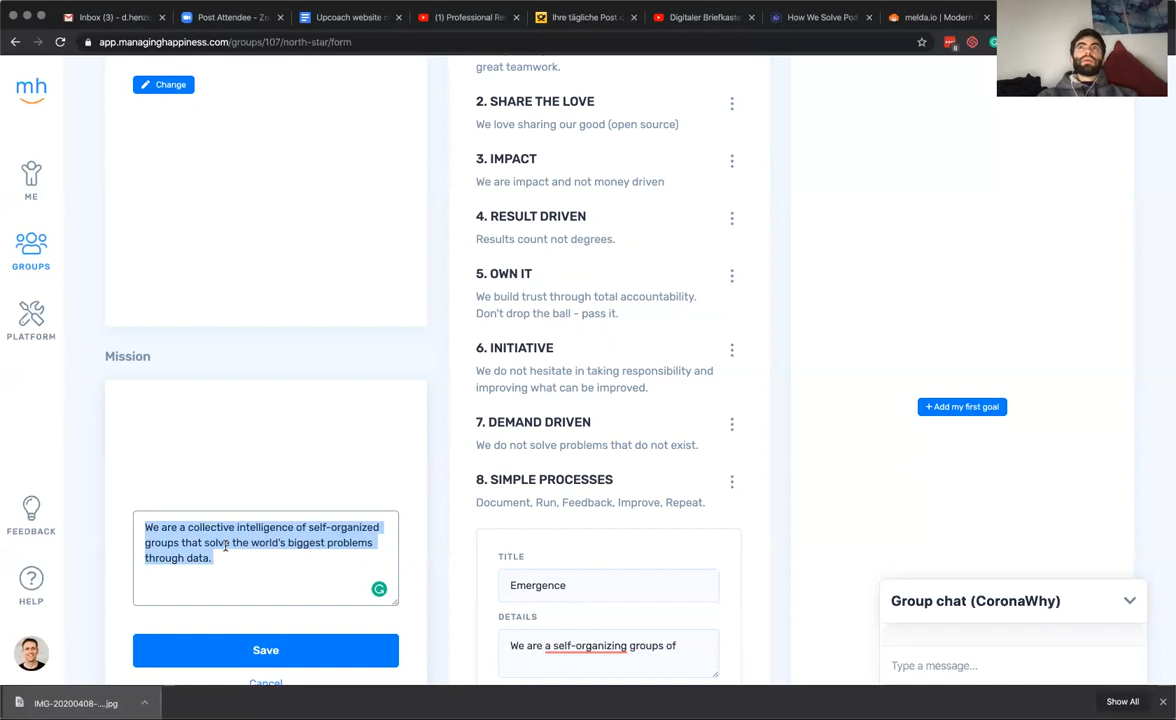 Inbox (3) - d.henzs
Post Attendee - Zo
Upcoach website d
(1) Professional Re
Ihre tägliche Post o
Digitaler Briefkaste
How We Solve Pod
melda.io | Modern
app.managinghappiness.com/groups/107/north-star/form
mh
ME
GROUPS
PLATFORM
FEEDBACK
HELP
Change
Mission
We are a collective intelligence of self-organized
groups that solve the world's biggest problems
through data.
Save
Cancel
great teamwork.
2. SHARE THE LOVE
We love sharing our good (open source)
3. IMPACT
We are impact and not money driven
4. RESULT DRIVEN
Results count not degrees.
5. OWN IT
We build trust through total accountability.
Don't drop the ball - pass it.
6. INITIATIVE
We do not hesitate in taking responsibility and
improving what can be improved.
7. DEMAND DRIVEN
We do not solve problems that do not exist.
8. SIMPLE PROCESSES
Document, Run, Feedback, Improve, Repeat.
TITLE
Emergence
DETAILS
We are a self-organizing groups of
+ Add my first goal
Group chat (CoronaWhy)
Type a message...
IMG-20200408-....jpg
Show All